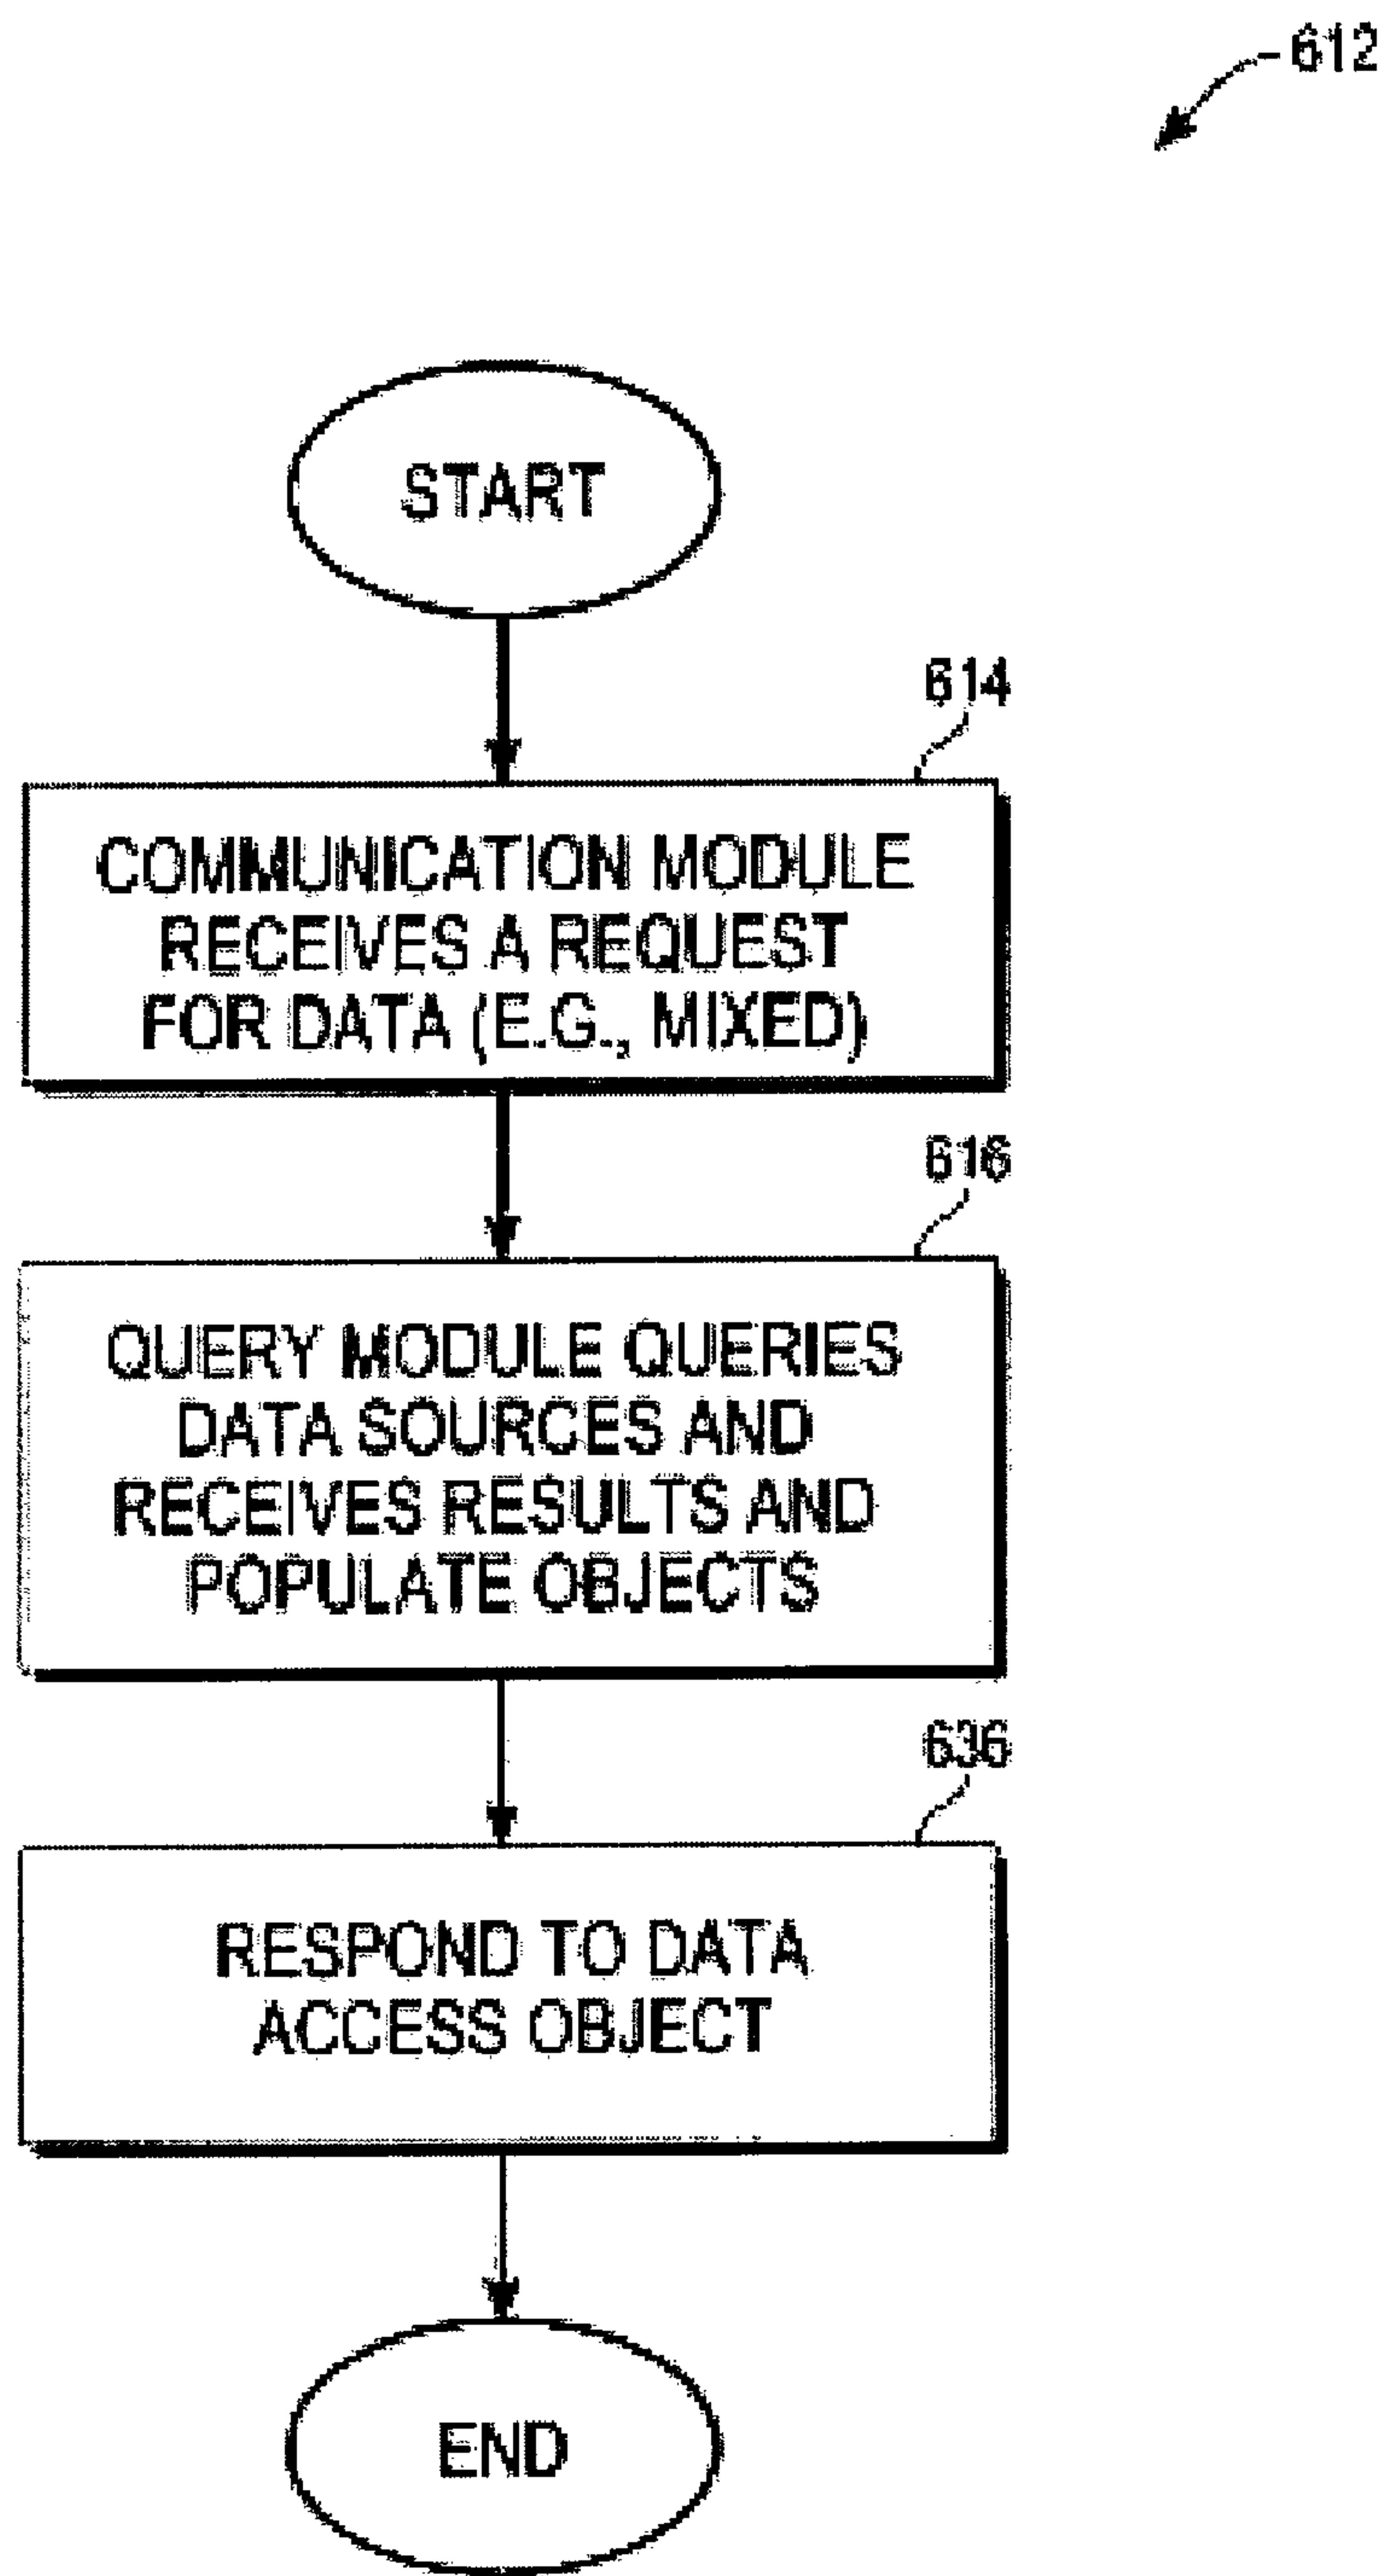 612
START
614
COMMUNICATION MODULE
RECEIVES A REQUEST
FOR DATA (E.G., MIXED)
616
QUERY MODULE QUERIES
DATA SOURCES AND
RECEIVES RESULTS AND
POPULATE OBJECTS
636
RESPOND TO DATA
ACCESS OBJECT
END